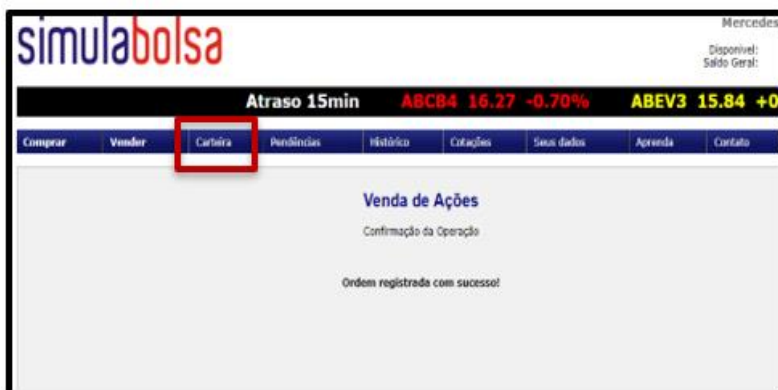 simulabolsa
Mercedes
Disponível:
Saldo Geral:
Atraso 15min ABCB4 16.27 -0.70% ABEV3 15.84 +0
Comprar Vender Carteira Pendências Histórico Cotações Seus dados Aprenda Contato
Venda de Ações
Confirmação da Operação
Ordem registrada com sucesso!